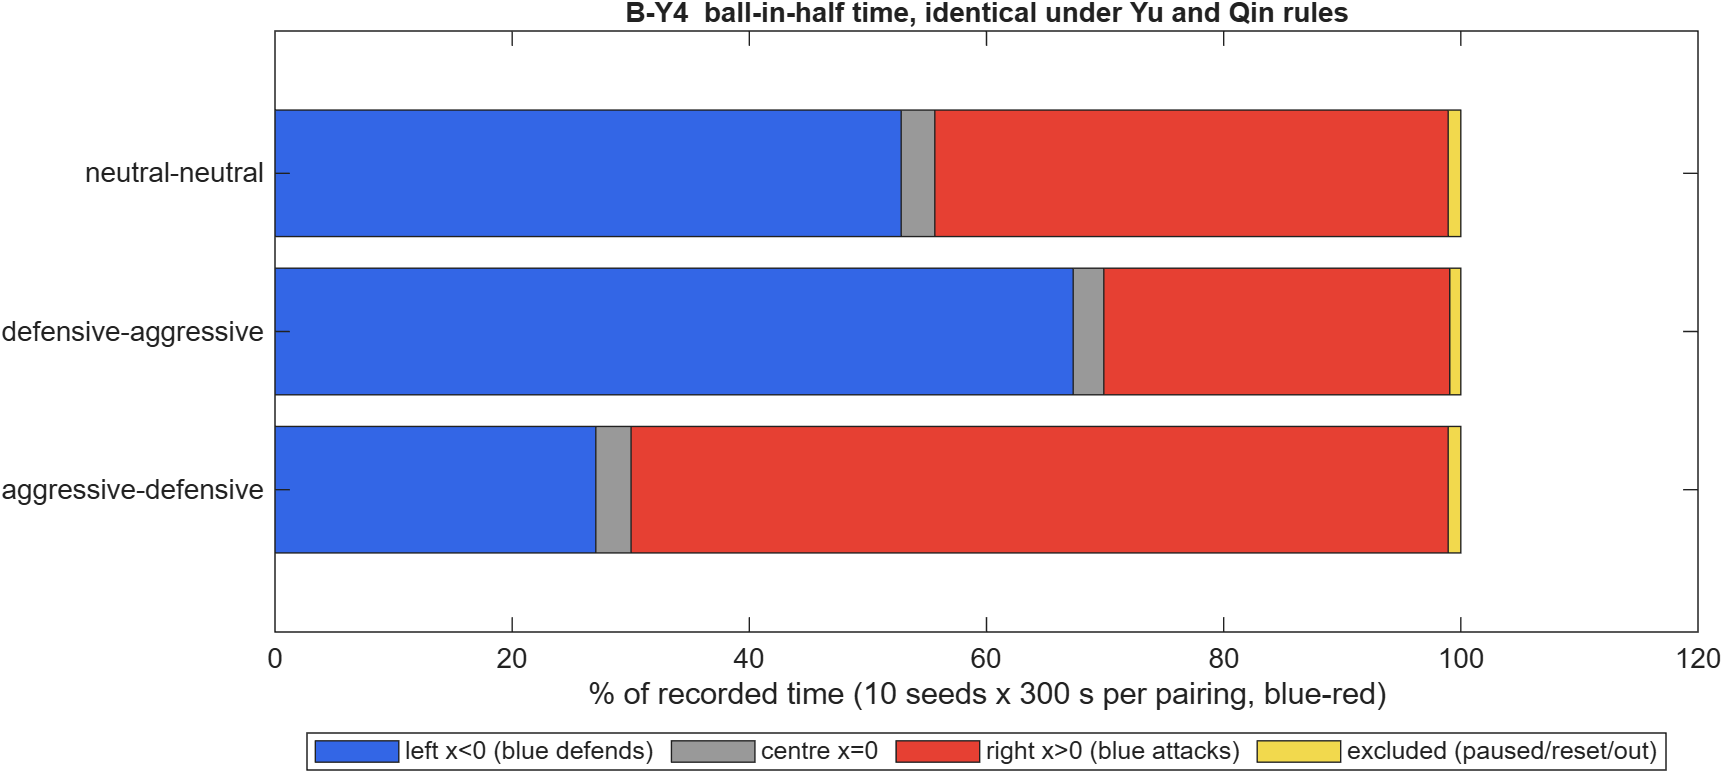 B-Y4 ball-in-half time, identical under Yu and Qin rules
neutral-neutral
defensive-aggressive
aggressive-defensive
0 20 40 60 80 100 120
% of recorded time (10 seeds x 300 s per pairing, blue-red)
left x<0 (blue defends) centre x=0 right x>0 (blue attacks) excluded (paused/reset/out)